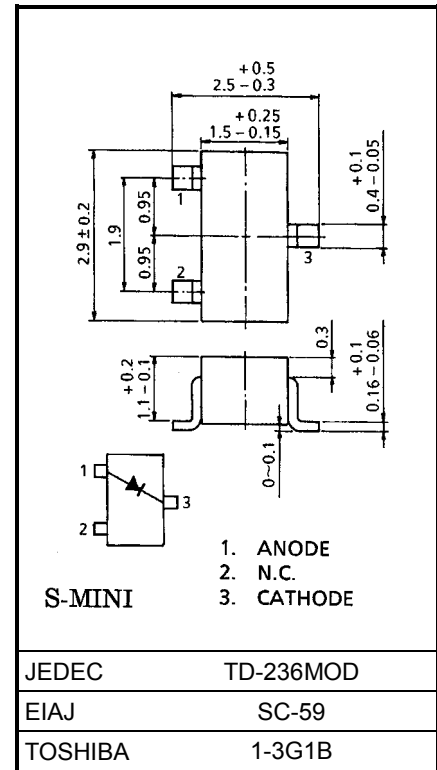 +0.5
2.5 – 0.3
+0.25
1.5 – 0.15
2.9 ± 0.2
1.9
0.95
0.95
1
2
3
+0.1
0.4 – 0.05
+0.2
1.1 – 0.1
0.3
+0.1
0.16 – 0.06
0~0.1
1
2
3
1. ANODE
2. N.C.
3. CATHODE
S-MINI
JEDEC TD-236MOD
EIAJ SC-59
TOSHIBA 1-3G1B